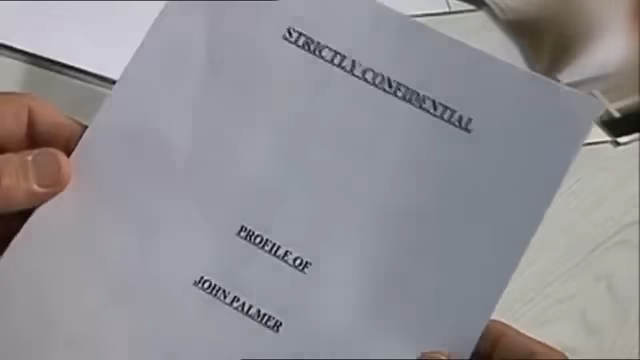 STRICTLY CONFIDENTIAL
PROFILE OF
JOHN PALMER